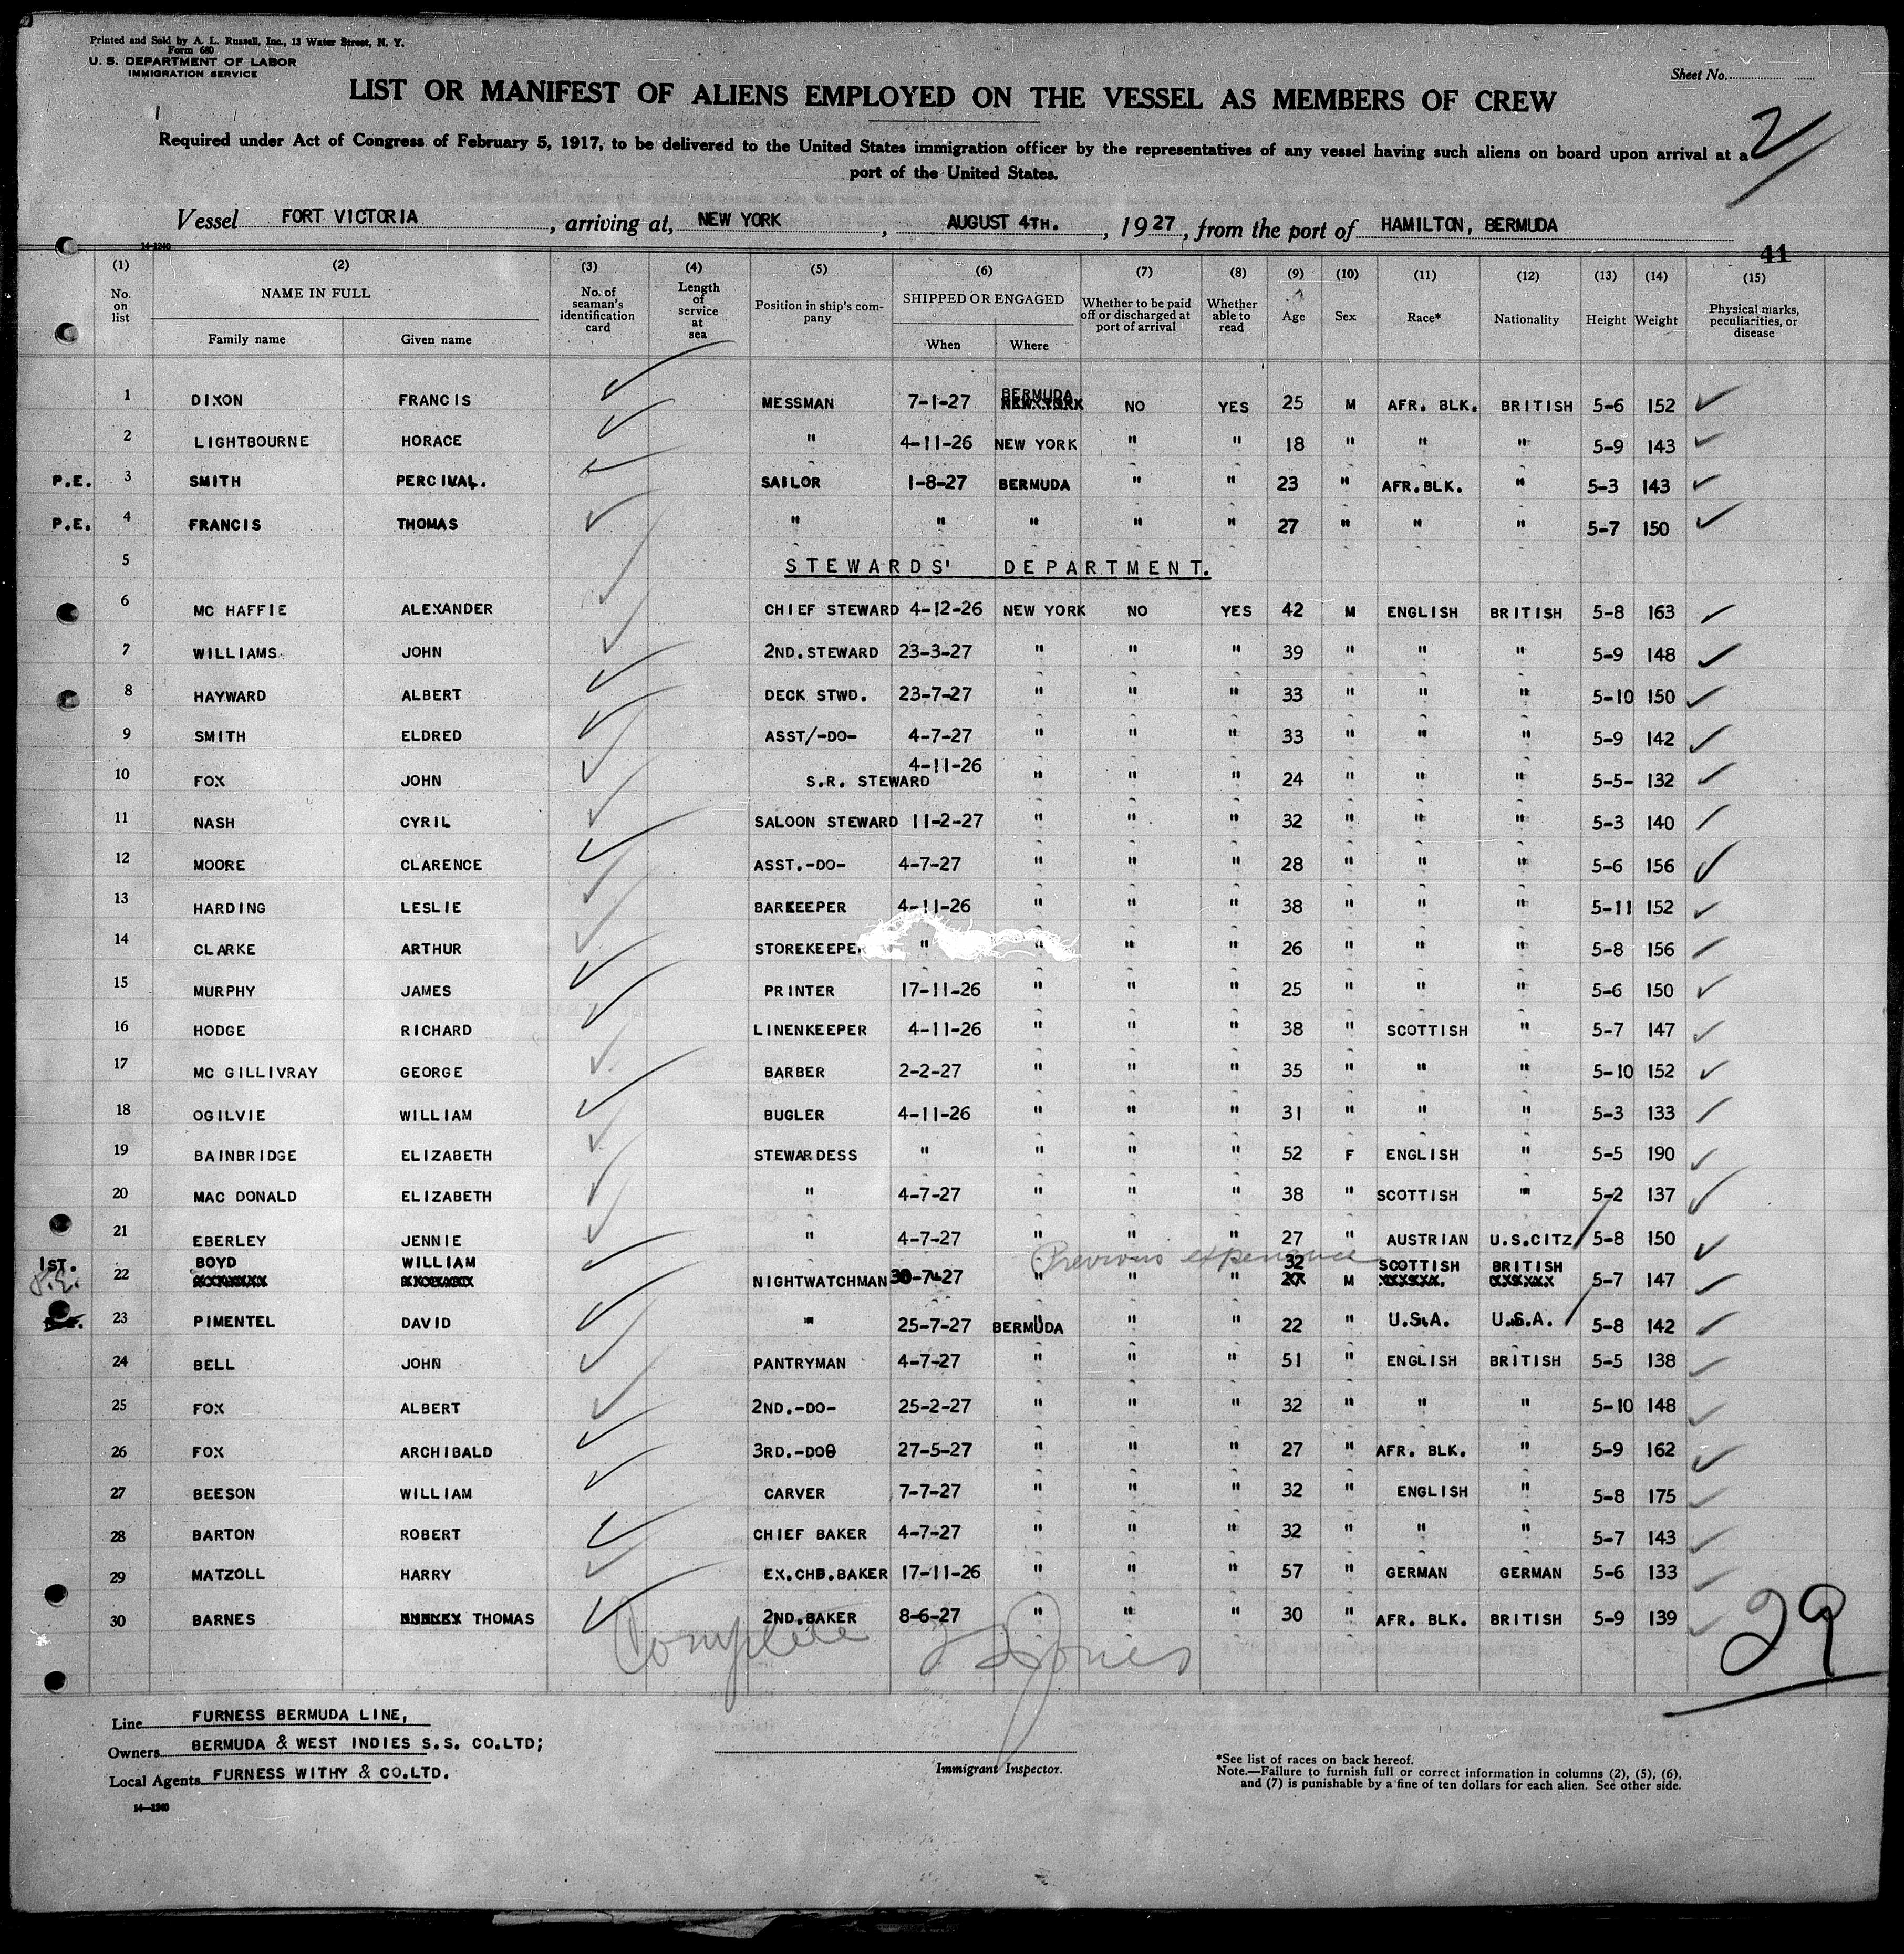 Printed and Sold by A. L. Russell, Inc., 13 Water Street, N. Y.
Form 680
U. S. DEPARTMENT OF LABOR
IMMIGRATION SERVICE
Sheet No.
LIST OR MANIFEST OF ALIENS EMPLOYED ON THE VESSEL AS MEMBERS OF CREW
2
Required under Act of Congress of February 5, 1917, to be delivered to the United States immigration officer by the representatives of any vessel having such aliens on board upon arrival at a
port of the United States.
Vessel FORT VICTORIA, arriving at, NEW YORK, AUGUST 4TH., 1927, from the port of HAMILTON, BERMUDA
14-1240
41
(1) (2) (3) (4) (5) (6) (7) (8) (9) (10) (11) (12) (13) (14) (15)
No. on list NAME IN FULL Family name Given name No. of seaman's identification card Length of service at sea Position in ship's company SHIPPED OR ENGAGED When Where Whether to be paid off or discharged at port of arrival Whether able to read Age Sex Race* Nationality Height Weight Physical marks, peculiarities, or disease
1 DIXON FRANCIS MESSMAN 7-1-27 BERMUDA NEW YORK NO YES 25 M AFR. BLK. BRITISH 5-6 152
2 LIGHTBOURNE HORACE " 4-11-26 NEW YORK " " 18 " " " 5-9 143
P.E. 3 SMITH PERCIVAL. SAILOR 1-8-27 BERMUDA " " 23 " AFR.BLK. " 5-3 143
P.E. 4 FRANCIS THOMAS " " " " " 27 " " " 5-7 150
5 STEWARDS' DEPARTMENT.
6 MC HAFFIE ALEXANDER CHIEF STEWARD 4-12-26 NEW YORK NO YES 42 M ENGLISH BRITISH 5-8 163
7 WILLIAMS JOHN 2ND. STEWARD 23-3-27 " " " 39 " " " 5-9 148
8 HAYWARD ALBERT DECK STWD. 23-7-27 " " " 33 " " " 5-10 150
9 SMITH ELDRED ASST/-DO- 4-7-27 " " " 33 " " " 5-9 142
10 FOX JOHN S.R. STEWARD 4-11-26 " " " 24 " " " 5-5- 132
11 NASH CYRIL SALOON STEWARD 11-2-27 " " " 32 " " " 5-3 140
12 MOORE CLARENCE ASST.-DO- 4-7-27 " " " 28 " " " 5-6 156
13 HARDING LESLIE BARKEEPER 4-11-26 " " " 38 " " " 5-11 152
14 CLARKE ARTHUR STOREKEEPER " " " " 26 " " " 5-8 156
15 MURPHY JAMES PRINTER 17-11-26 " " " 25 " " " 5-6 150
16 HODGE RICHARD LINENKEEPER 4-11-26 " " " 38 " SCOTTISH " 5-7 147
17 MC GILLIVRAY GEORGE BARBER 2-2-27 " " " 35 " " " 5-10 152
18 OGILVIE WILLIAM BUGLER 4-11-26 " " " 31 " " " 5-3 133
19 BAINBRIDGE ELIZABETH STEWARDESS " " " " 52 F ENGLISH " 5-5 190
20 MAC DONALD ELIZABETH " 4-7-27 " " " 38 " SCOTTISH " 5-2 137
21 EBERLEY JENNIE " 4-7-27 " " " 27 " AUSTRIAN U.S.CITZ 5-8 150
Previous experience
1ST. P.E. 22 BOYD WILLIAM NIGHTWATCHMAN 30-7-27 " " " 32 M SCOTTISH BRITISH 5-7 147
23 PIMENTEL DAVID " 25-7-27 BERMUDA " " 22 " U.S.A. U.S.A. 5-8 142
24 BELL JOHN PANTRYMAN 4-7-27 " " " 51 " ENGLISH BRITISH 5-5 138
25 FOX ALBERT 2ND.-DO- 25-2-27 " " " 32 " " " 5-10 148
26 FOX ARCHIBALD 3RD.-DO 27-5-27 " " " 27 " AFR. BLK. " 5-9 162
27 BEESON WILLIAM CARVER 7-7-27 " " " 32 " ENGLISH " 5-8 175
28 BARTON ROBERT CHIEF BAKER 4-7-27 " " " 32 " " " 5-7 143
29 MATZOLL HARRY EX.CHB.BAKER 17-11-26 " " " 57 " GERMAN GERMAN 5-6 133
30 BARNES THOMAS 2ND.BAKER 8-6-27 " " " 30 " AFR. BLK. BRITISH 5-9 139
Complete Jones
29
Line FURNESS BERMUDA LINE,
Owners BERMUDA & WEST INDIES S.S. CO.LTD;
Local Agents FURNESS WITHY & CO.LTD.
14-1240
Immigrant Inspector.
*See list of races on back hereof.
Note.—Failure to furnish full or correct information in columns (2), (5), (6),
and (7) is punishable by a fine of ten dollars for each alien. See other side.